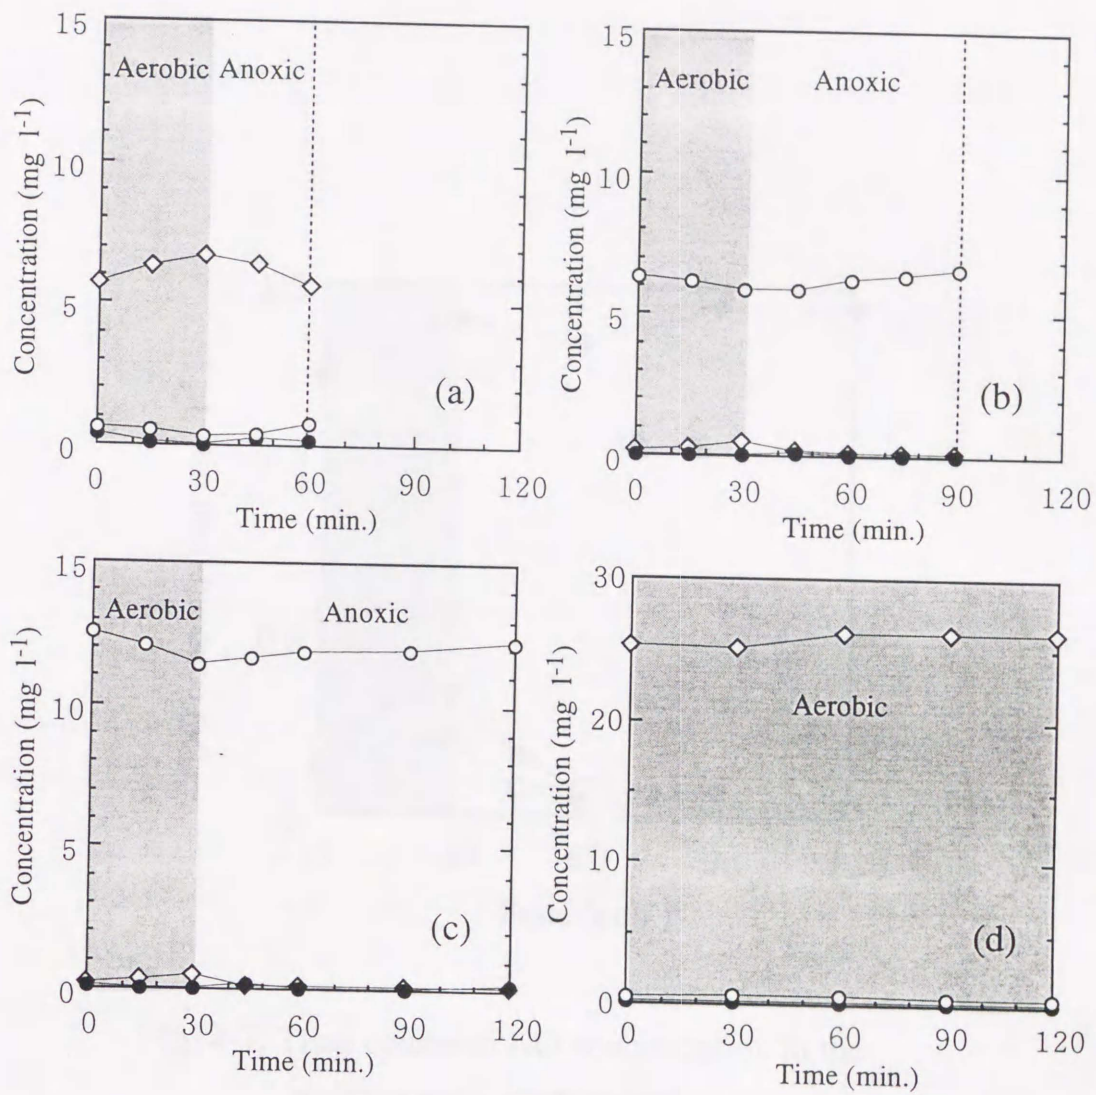 15
Aerobic Anoxic
10
5
0
Concentration (mg l-1)
(a)
0 30 60 90 120
Time (min.)
15
Aerobic Anoxic
10
5
0
Concentration (mg l-1)
(b)
0 30 60 90 120
Time (min.)
15
Aerobic Anoxic
10
5
0
Concentration (mg l-1)
(c)
0 30 60 90 120
Time (min.)
30
20
Aerobic
10
0
Concentration (mg l-1)
(d)
0 30 60 90 120
Time (min.)